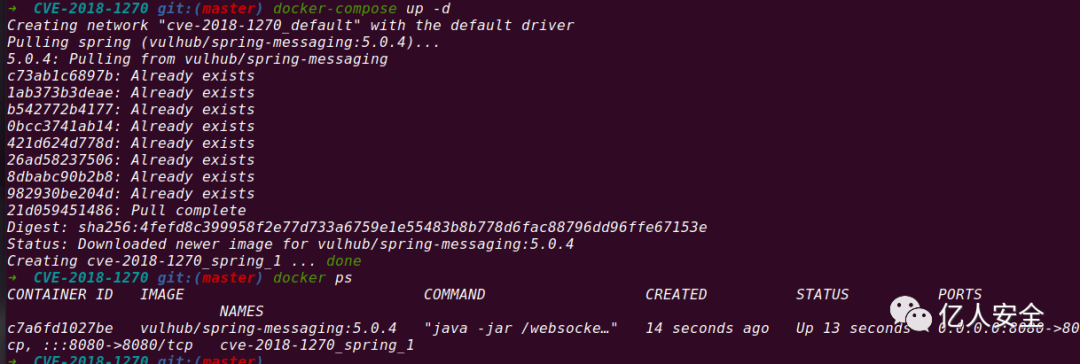 → CVE-2018-1270 git:(master) docker-compose up -d
Creating network "cve-2018-1270_default" with the default driver
Pulling spring (vulhub/spring-messaging:5.0.4)...
5.0.4: Pulling from vulhub/spring-messaging
c73ab1c6897b: Already exists
1ab373b3deae: Already exists
b542772b4177: Already exists
0bcc3741ab14: Already exists
421d624d778d: Already exists
26ad58237506: Already exists
8dbabc90b2b8: Already exists
982930be204d: Already exists
21d059451486: Pull complete
Digest: sha256:4fefd8c399958f2e77d733a6759e1e55483b8b778d6fac88796dd96ffe67153e
Status: Downloaded newer image for vulhub/spring-messaging:5.0.4
Creating cve-2018-1270_spring_1 ... done
→ CVE-2018-1270 git:(master) docker ps
CONTAINER ID IMAGE COMMAND CREATED STATUS PORTS
NAMES
c7a6fd1027be vulhub/spring-messaging:5.0.4 "java -jar /websocke…" 14 seconds ago Up 13 seconds 0.0.0.0:8080->80
cp, :::8080->8080/tcp cve-2018-1270_spring_1
→ CVE-2018-1270 git:(master)
亿人安全